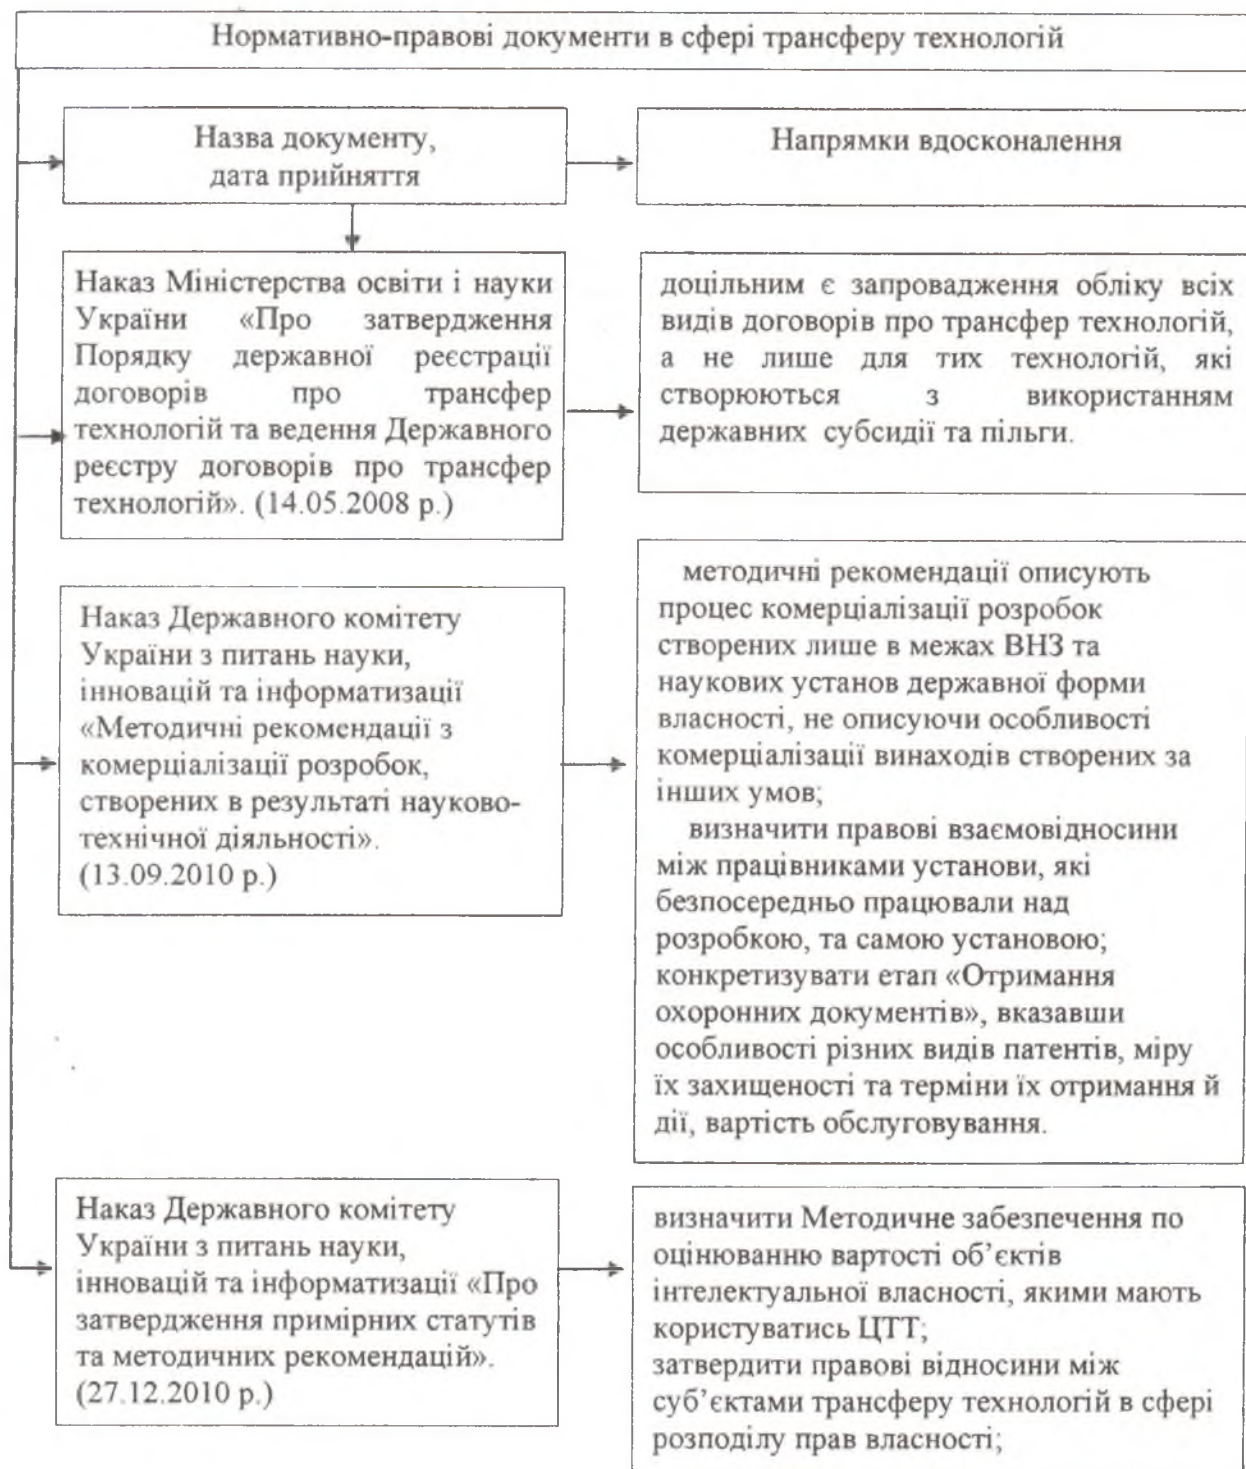 Нормативно-правові документи в сфері трансферу технологій
Назва документу,
дата прийняття
Напрямки вдосконалення
Наказ Міністерства освіти і науки
України «Про затвердження
Порядку державної реєстрації
договорів про трансфер
технологій та ведення Державного
реєстру договорів про трансфер
технологій». (14.05.2008 р.)
доцільним є запровадження обліку всіх
видів договорів про трансфер технологій,
а не лише для тих технологій, які
створюються з використанням
державних субсидії та пільги.
Наказ Державного комітету
України з питань науки,
інновацій та інформатизації
«Методичні рекомендації з
комерціалізації розробок,
створених в результаті науково-
технічної діяльності».
(13.09.2010 р.)
методичні рекомендації описують
процес комерціалізації розробок
створених лише в межах ВНЗ та
наукових установ державної форми
власності, не описуючи особливості
комерціалізації винаходів створених за
інших умов;
визначити правові взаємовідносини
між працівниками установи, які
безпосередньо працювали над
розробкою, та самою установою;
конкретизувати етап «Отримання
охоронних документів», вказавши
особливості різних видів патентів, міру
їх захищеності та терміни їх отримання й
дії, вартість обслуговування.
Наказ Державного комітету
України з питань науки,
інновацій та інформатизації «Про
затвердження примірних статутів
та методичних рекомендацій».
(27.12.2010 р.)
визначити Методичне забезпечення по
оцінюванню вартості об’єктів
інтелектуальної власності, якими мають
користуватись ЦТТ;
затвердити правові відносини між
суб’єктами трансферу технологій в сфері
розподілу прав власності;